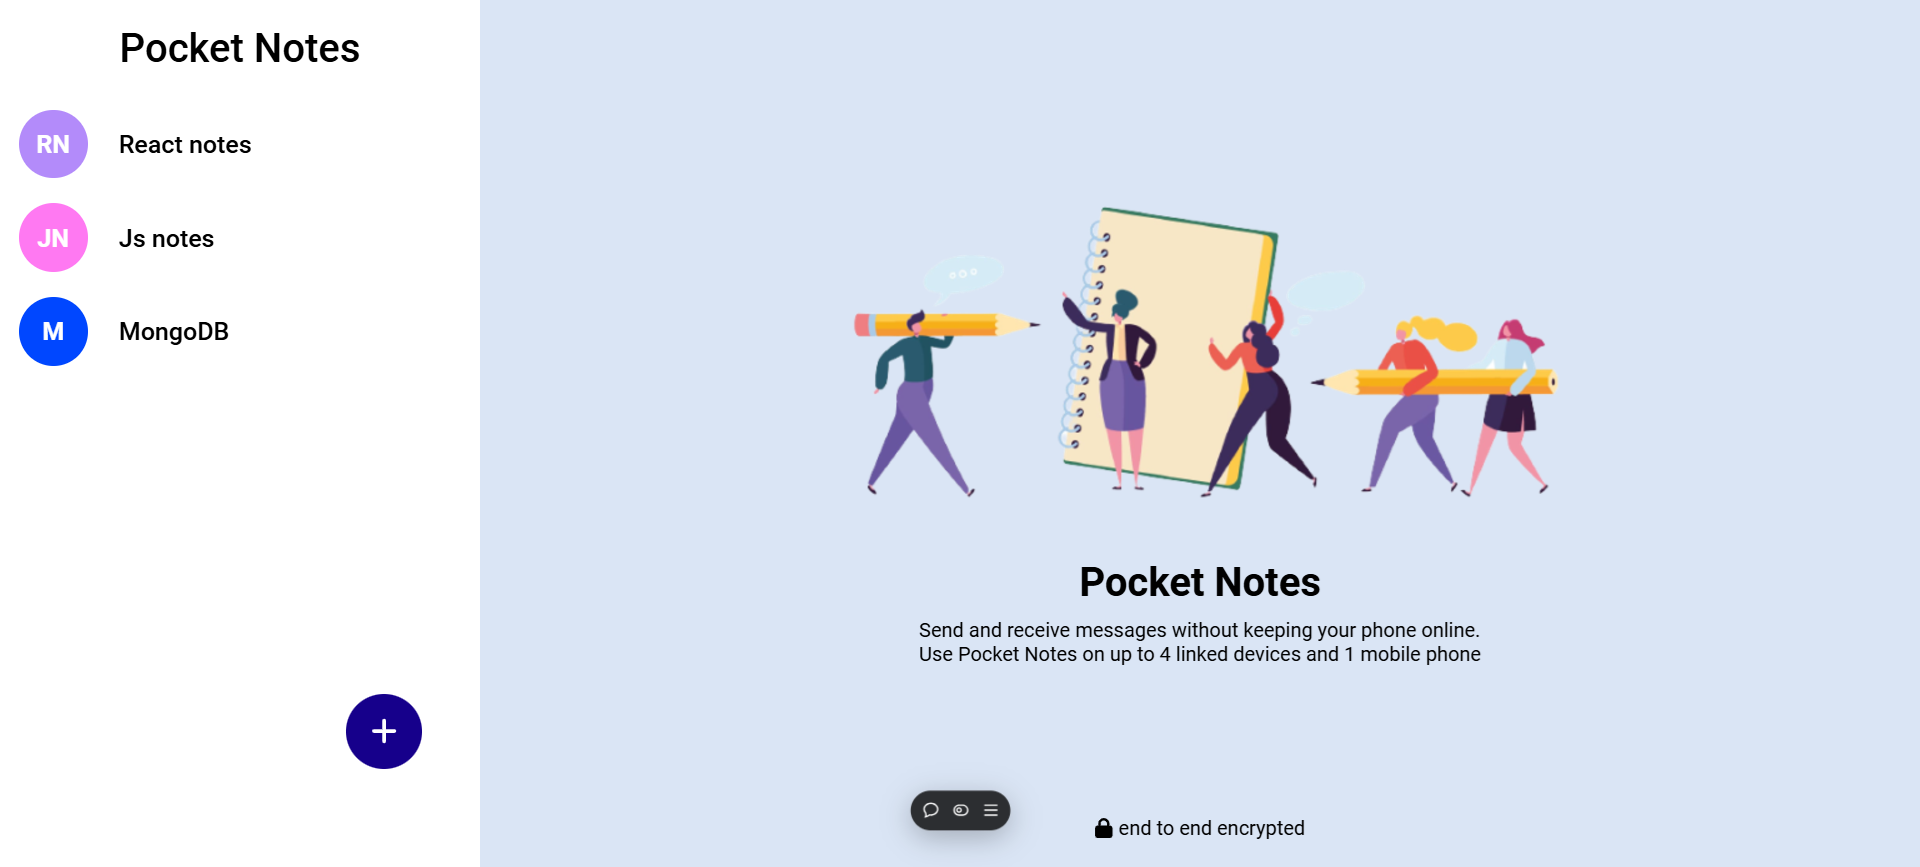 Pocket Notes
RN React notes
JN Js notes
M MongoDB
Pocket Notes
Send and receive messages without keeping your phone online.
Use Pocket Notes on up to 4 linked devices and 1 mobile phone
end to end encrypted